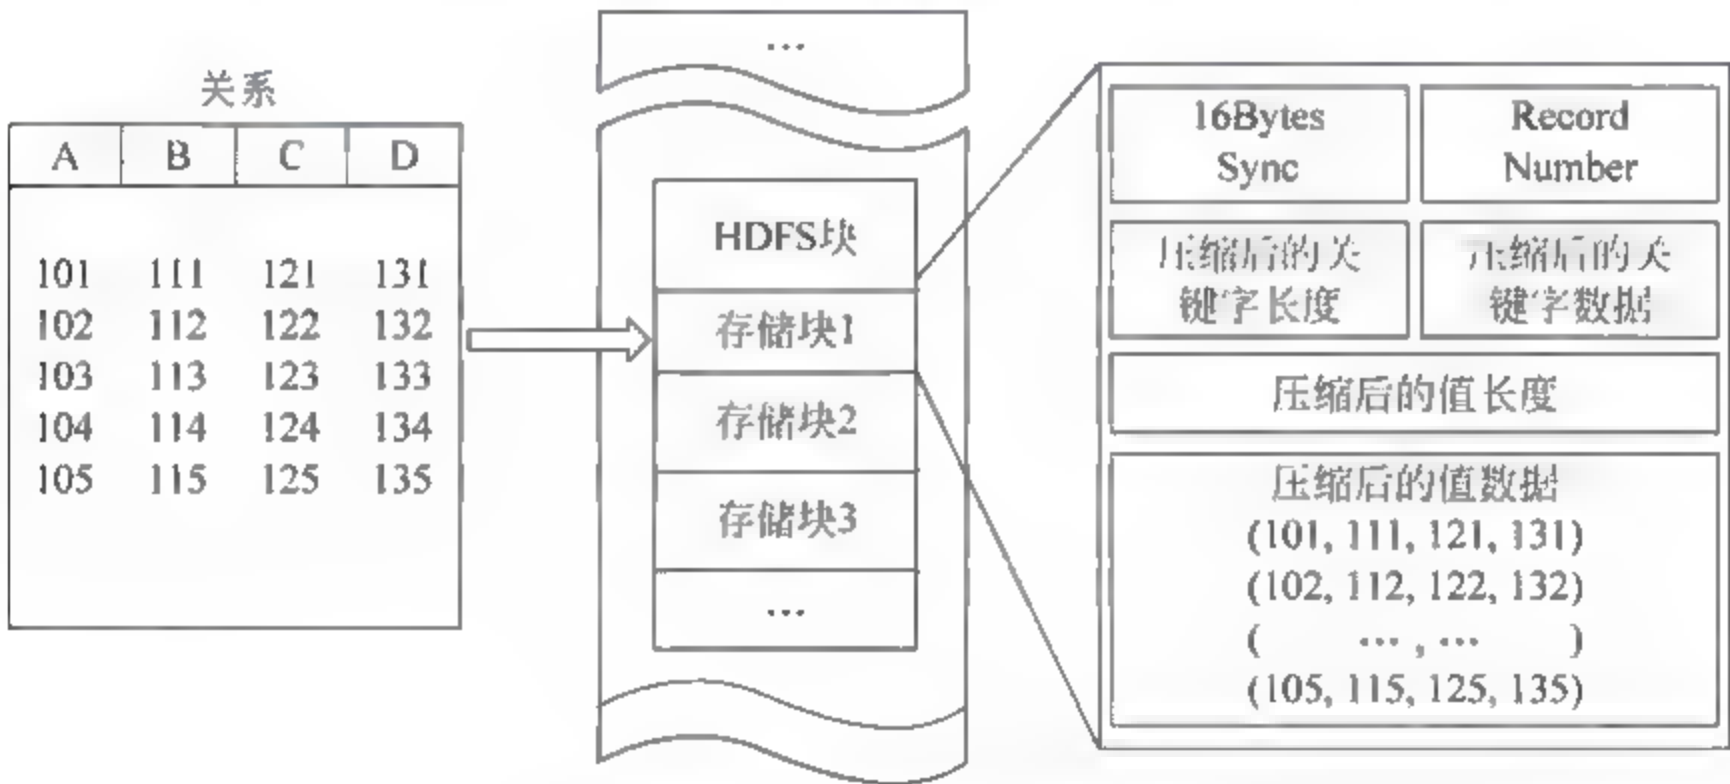 关系
A B C D
101 111 121 131
102 112 122 132
103 113 123 133
104 114 124 134
105 115 125 135
…
HDFS块
存储块1
存储块2
存储块3
…
16Bytes
Sync
Record
Number
压缩后的关
键字长度
压缩后的关
键字数据
压缩后的值长度
压缩后的值数据
(101, 111, 121, 131)
(102, 112, 122, 132)
( …, … )
(105, 115, 125, 135)